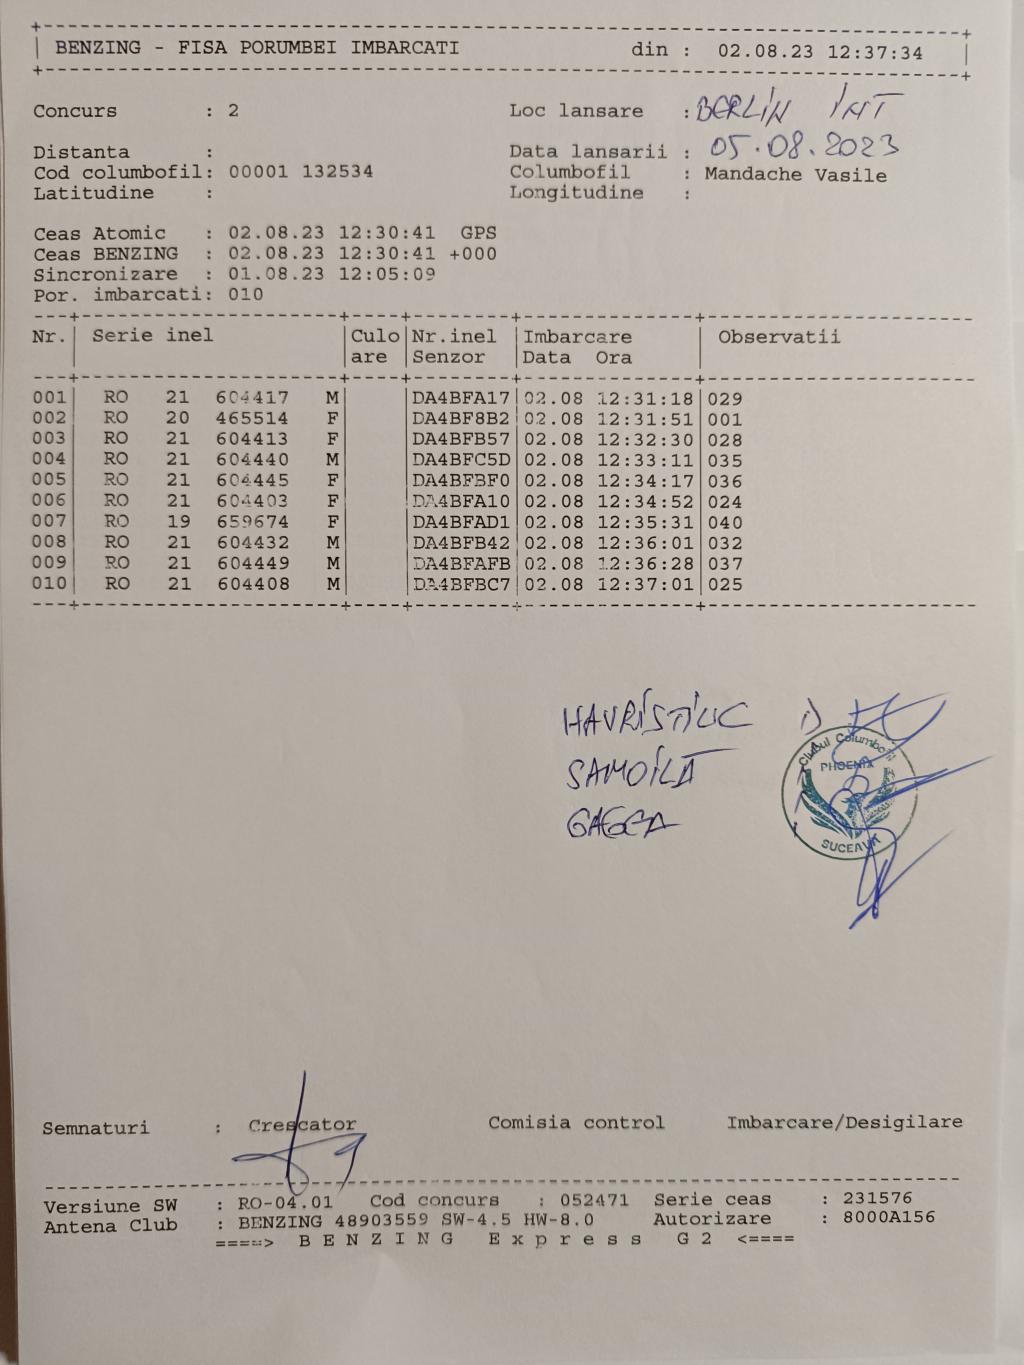 BENZING - FISA PORUMBEI IMBARCATI din : 02.08.23 12:37:34
Concurs : 2 Loc lansare : BERLIN INT
Distanta : Data lansarii : 05.08.2023
Cod columbofil: 00001 132534 Columbofil : Mandache Vasile
Latitudine : Longitudine :
Ceas Atomic : 02.08.23 12:30:41 GPS
Ceas BENZING : 02.08.23 12:30:41 +000
Sincronizare : 01.08.23 12:05:09
Por. imbarcati: 010
Nr. Serie inel Culo Nr.inel Imbarcare Observatii
are Senzor Data Ora
001 RO 21 604417 M DA4BFA17 02.08 12:31:18 029
002 RO 20 465514 F DA4BF8B2 02.08 12:31:51 001
003 RO 21 604413 F DA4BFB57 02.08 12:32:30 028
004 RO 21 604440 M DA4BFC5D 02.08 12:33:11 035
005 RO 21 604445 F DA4BFBF0 02.08 12:34:17 036
006 RO 21 604403 F DA4BFA10 02.08 12:34:52 024
007 RO 19 659674 F DA4BFAD1 02.08 12:35:31 040
008 RO 21 604432 M DA4BFB42 02.08 12:36:01 032
009 RO 21 604449 M DA4BFAFB 02.08 12:36:28 037
010 RO 21 604408 M DA4BFBC7 02.08 12:37:01 025
HAVRISTIUC
SAMOILĂ
Clubul Columbofil
PHOENIX
SUCEAVA
Semnaturi : Crescator Comisia control Imbarcare/Desigilare
Versiune SW : RO-04.01 Cod concurs : 052471 Serie ceas : 231576
Antena Club : BENZING 48903559 SW-4.5 HW-8.0 Autorizare : 8000A156
====> B E N Z I N G E x p r e s s G 2 <====